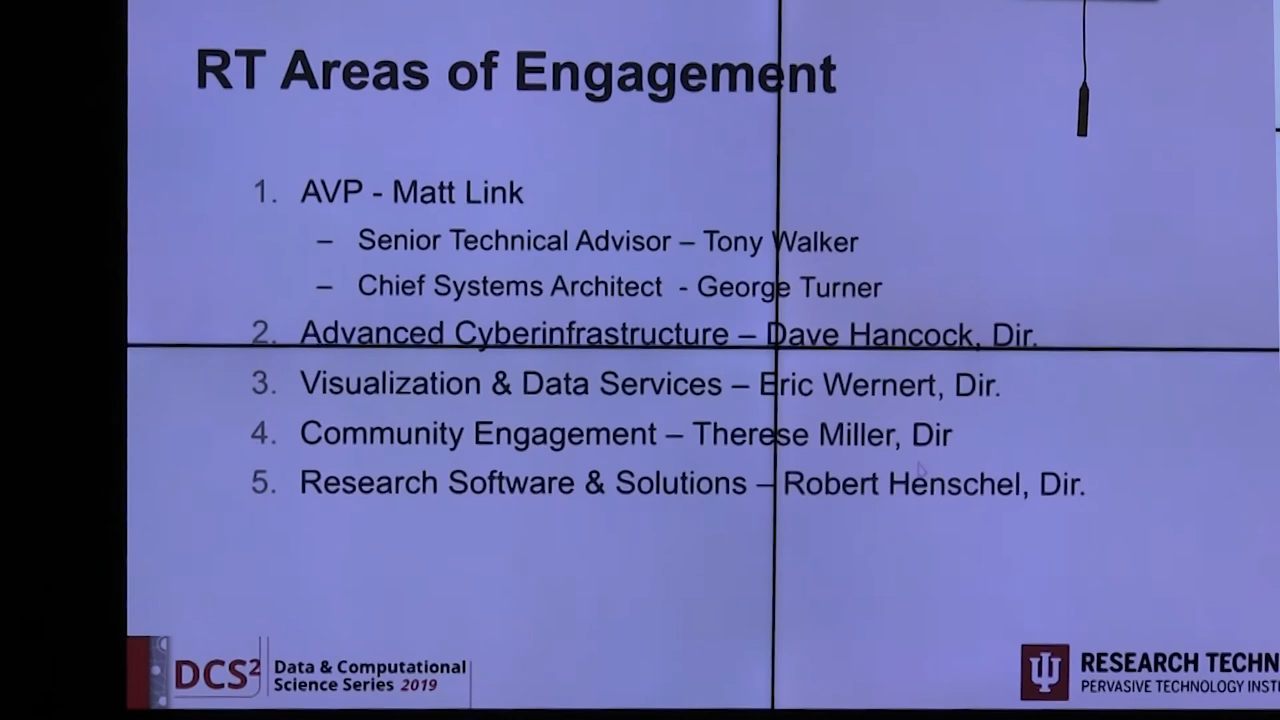 RT Areas of Engagement
1. AVP - Matt Link
– Senior Technical Advisor – Tony Walker
– Chief Systems Architect - George Turner
2. Advanced Cyberinfrastructure – Dave Hancock, Dir.
3. Visualization & Data Services – Eric Wernert, Dir.
4. Community Engagement – Therese Miller, Dir
5. Research Software & Solutions – Robert Henschel, Dir.
DCS²
Data & Computational
Science Series 2019
RESEARCH TECHN
PERVASIVE TECHNOLOGY INSTI